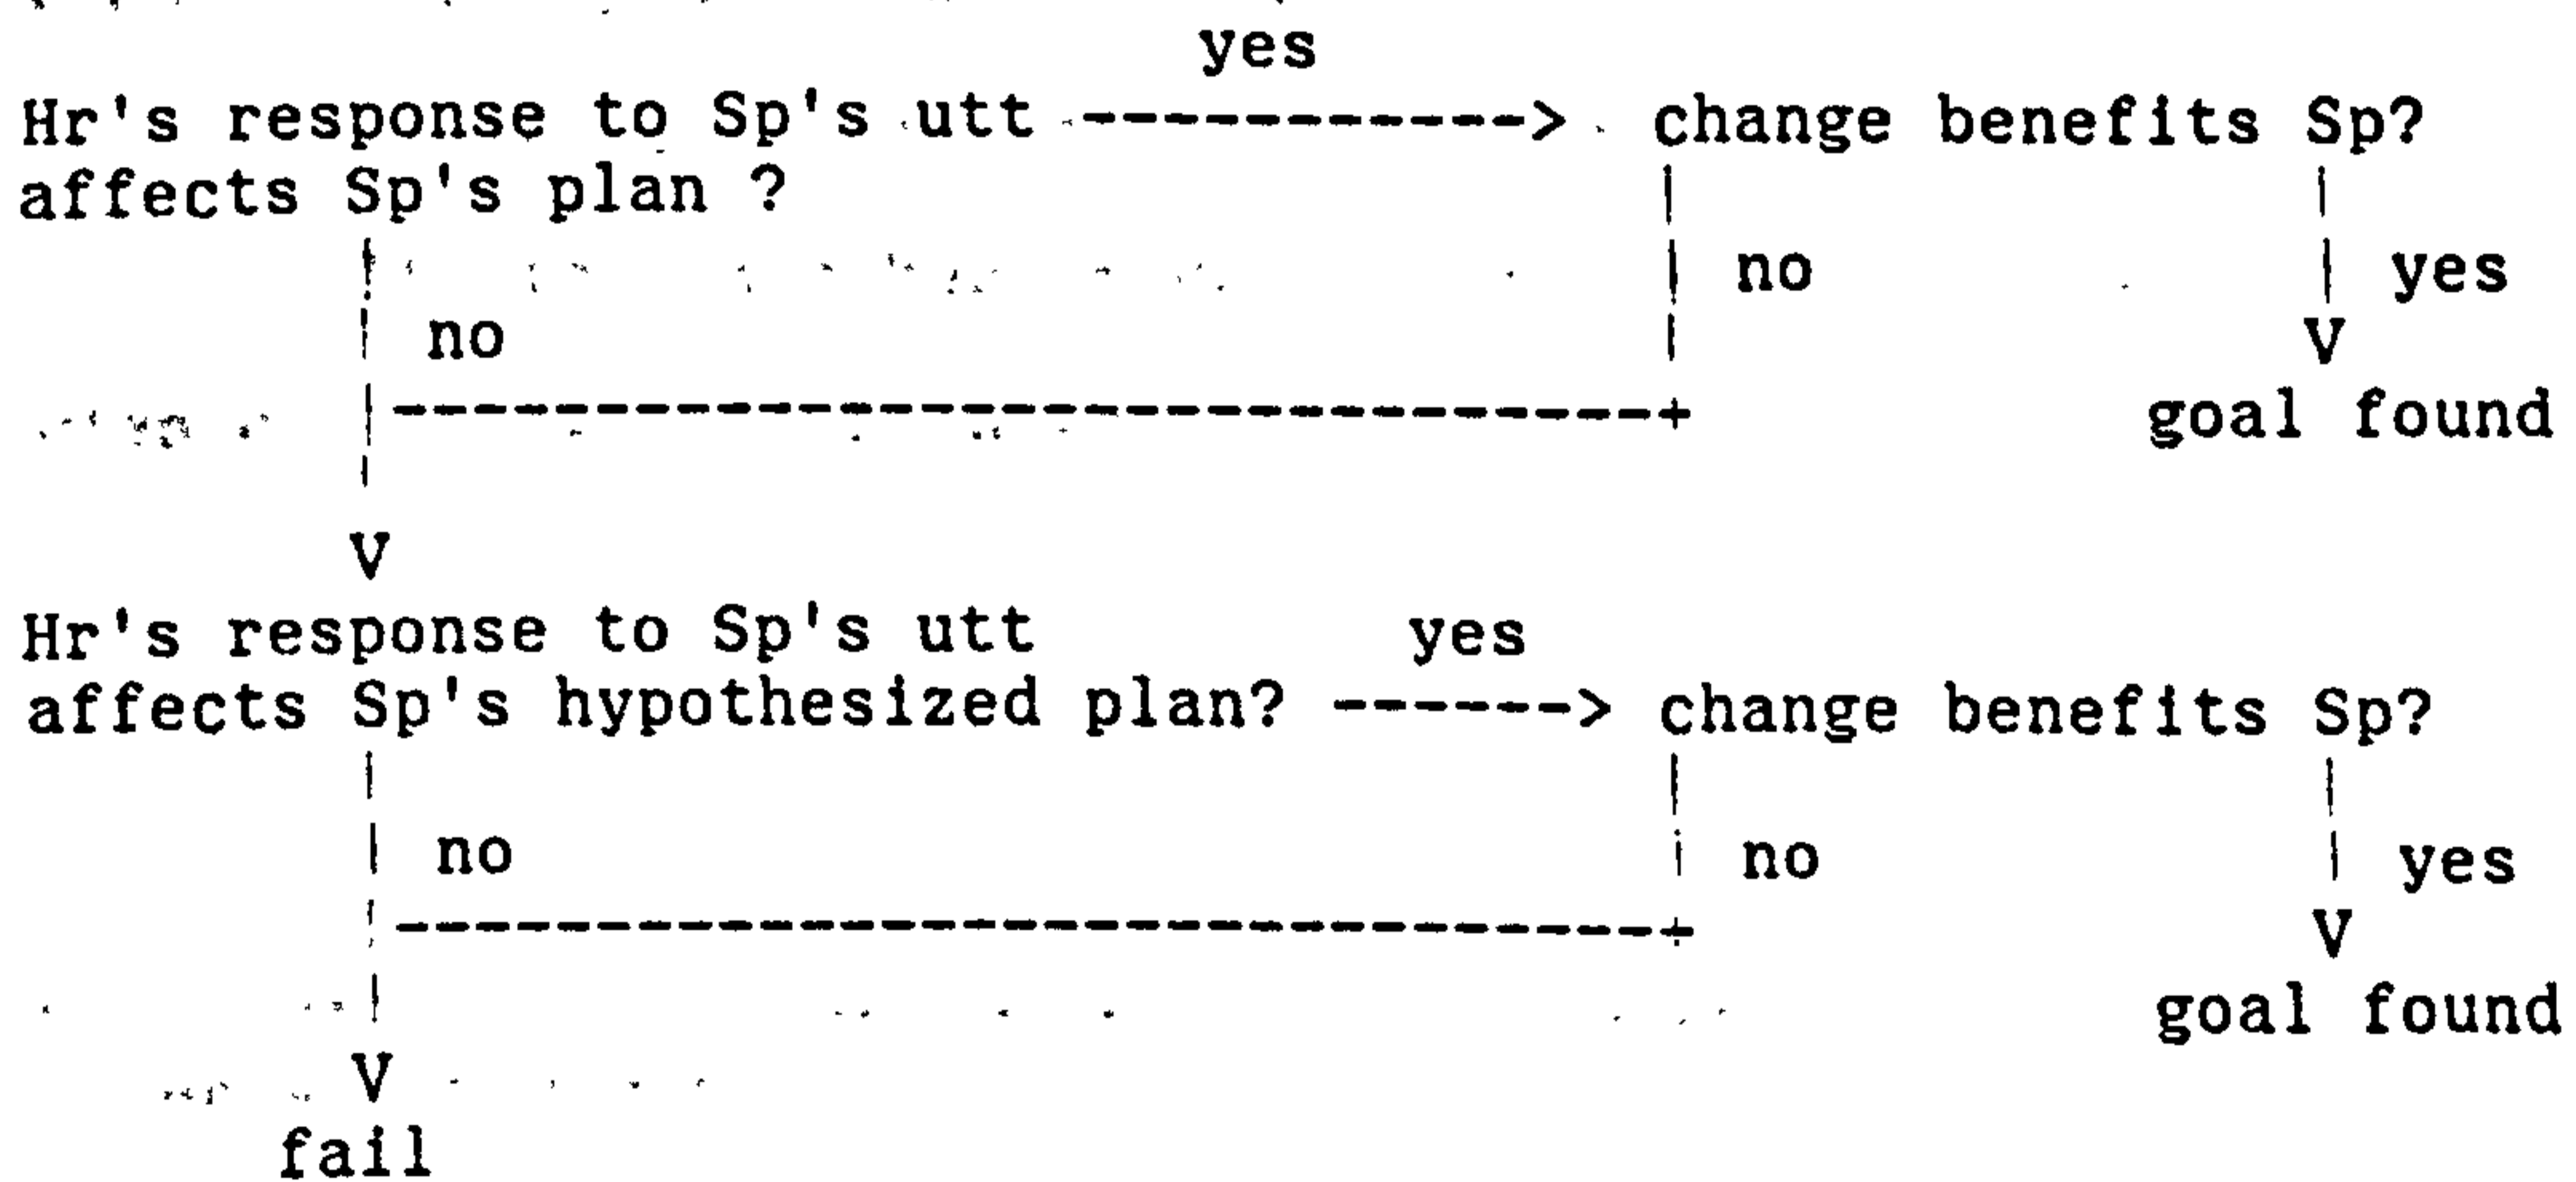 yes
Hr's response to Sp's utt ------------> change benefits Sp?
affects Sp's plan ?
no yes
no
goal found
Hr's response to Sp's utt yes
affects Sp's hypothesized plan? ------> change benefits Sp?
no no yes
goal found
fail